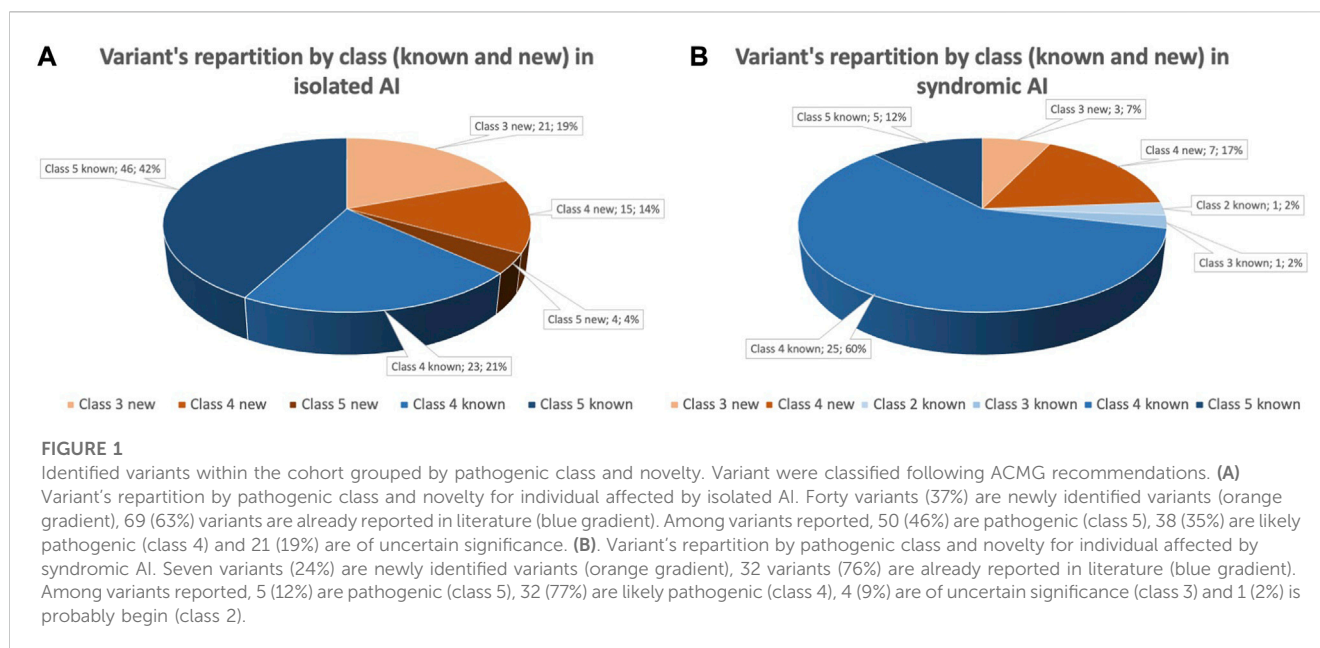 A
Variant's repartition by class (known and new) in
isolated AI
Class 3 new; 21; 19%
Class 5 known; 46; 42%
Class 4 new; 15; 14%
Class 5 new; 4; 4%
Class 4 known; 23; 21%
Class 3 new Class 4 new Class 5 new Class 4 known Class 5 known
B
Variant's repartition by class (known and new) in
syndromic AI
Class 5 known; 5; 12%
Class 3 new; 3; 7%
Class 4 new; 7; 17%
Class 2 known; 1; 2%
Class 3 known; 1; 2%
Class 4 known; 25; 60%
Class 3 new Class 4 new Class 2 known Class 3 known Class 4 known Class 5 known
FIGURE 1
Identified variants within the cohort grouped by pathogenic class and novelty. Variant were classified following ACMG recommendations. (A)
Variant's repartition by pathogenic class and novelty for individual affected by isolated AI. Forty variants (37%) are newly identified variants (orange
gradient), 69 (63%) variants are already reported in literature (blue gradient). Among variants reported, 50 (46%) are pathogenic (class 5), 38 (35%) are likely
pathogenic (class 4) and 21 (19%) are of uncertain significance. (B). Variant's repartition by pathogenic class and novelty for individual affected by
syndromic AI. Seven variants (24%) are newly identified variants (orange gradient), 32 variants (76%) are already reported in literature (blue gradient).
Among variants reported, 5 (12%) are pathogenic (class 5), 32 (77%) are likely pathogenic (class 4), 4 (9%) are of uncertain significance (class 3) and 1 (2%) is
probably begin (class 2).